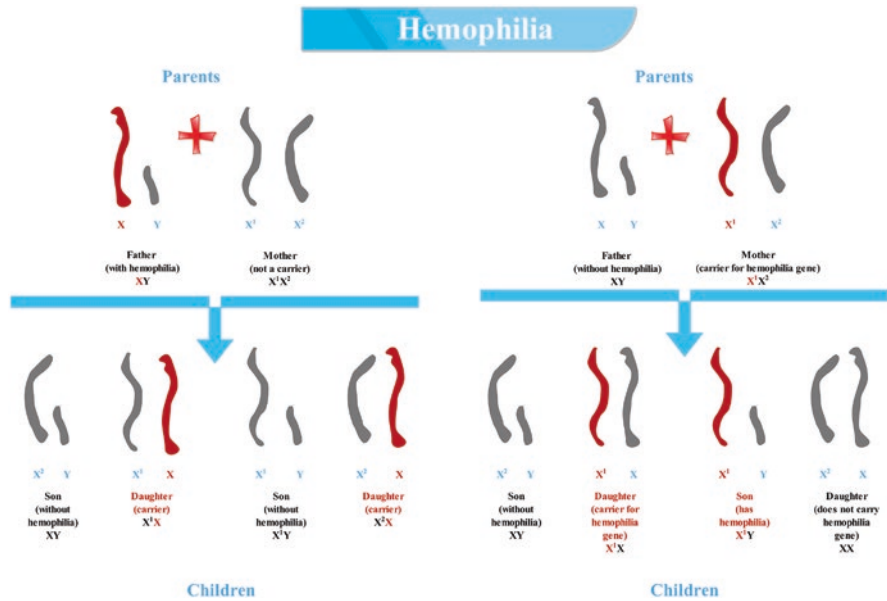 Hemophilia
Parents
X Y X¹ X²
Father
(with hemophilia)
XY
Mother
(not a carrier)
X¹X²
X² Y X¹ X X¹ Y X² X
Son
(without
hemophilia)
XY
Daughter
(carrier)
X¹X
Son
(without
hemophilia)
X¹Y
Daughter
(carrier)
X²X
Children
Parents
X Y X¹ X²
Father
(without hemophilia)
XY
Mother
(carrier for hemophilia gene)
X¹X²
X² Y X¹ X X¹ Y X² X
Son
(without hemophilia)
XY
Daughter
(carrier for
hemophilia
gene)
X¹X
Son
(has
hemophilia)
X¹Y
Daughter
(does not carry
hemophilia
gene)
XX
Children